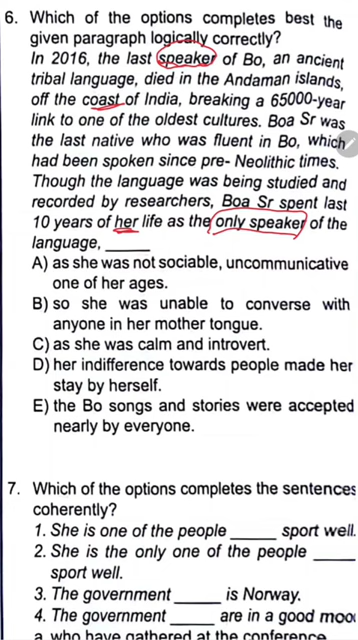 6. Which of the options completes best the
given paragraph logically correctly?
In 2016, the last speaker of Bo, an ancient
tribal language, died in the Andaman islands,
off the coast of India, breaking a 65000-year
link to one of the oldest cultures. Boa Sr was
the last native who was fluent in Bo, which
had been spoken since pre- Neolithic times.
Though the language was being studied and
recorded by researchers, Boa Sr spent last
10 years of her life as the only speaker of the
language, ______
A) as she was not sociable, uncommunicative
one of her ages.
B) so she was unable to converse with
anyone in her mother tongue.
C) as she was calm and introvert.
D) her indifference towards people made her
stay by herself.
E) the Bo songs and stories were accepted
nearly by everyone.
7. Which of the options completes the sentences
coherently?
1. She is one of the people ______ sport well.
2. She is the only one of the people ______
sport well.
3. The government ______ is Norway.
4. The government ______ are in a good moo
a who have gathered at the conference